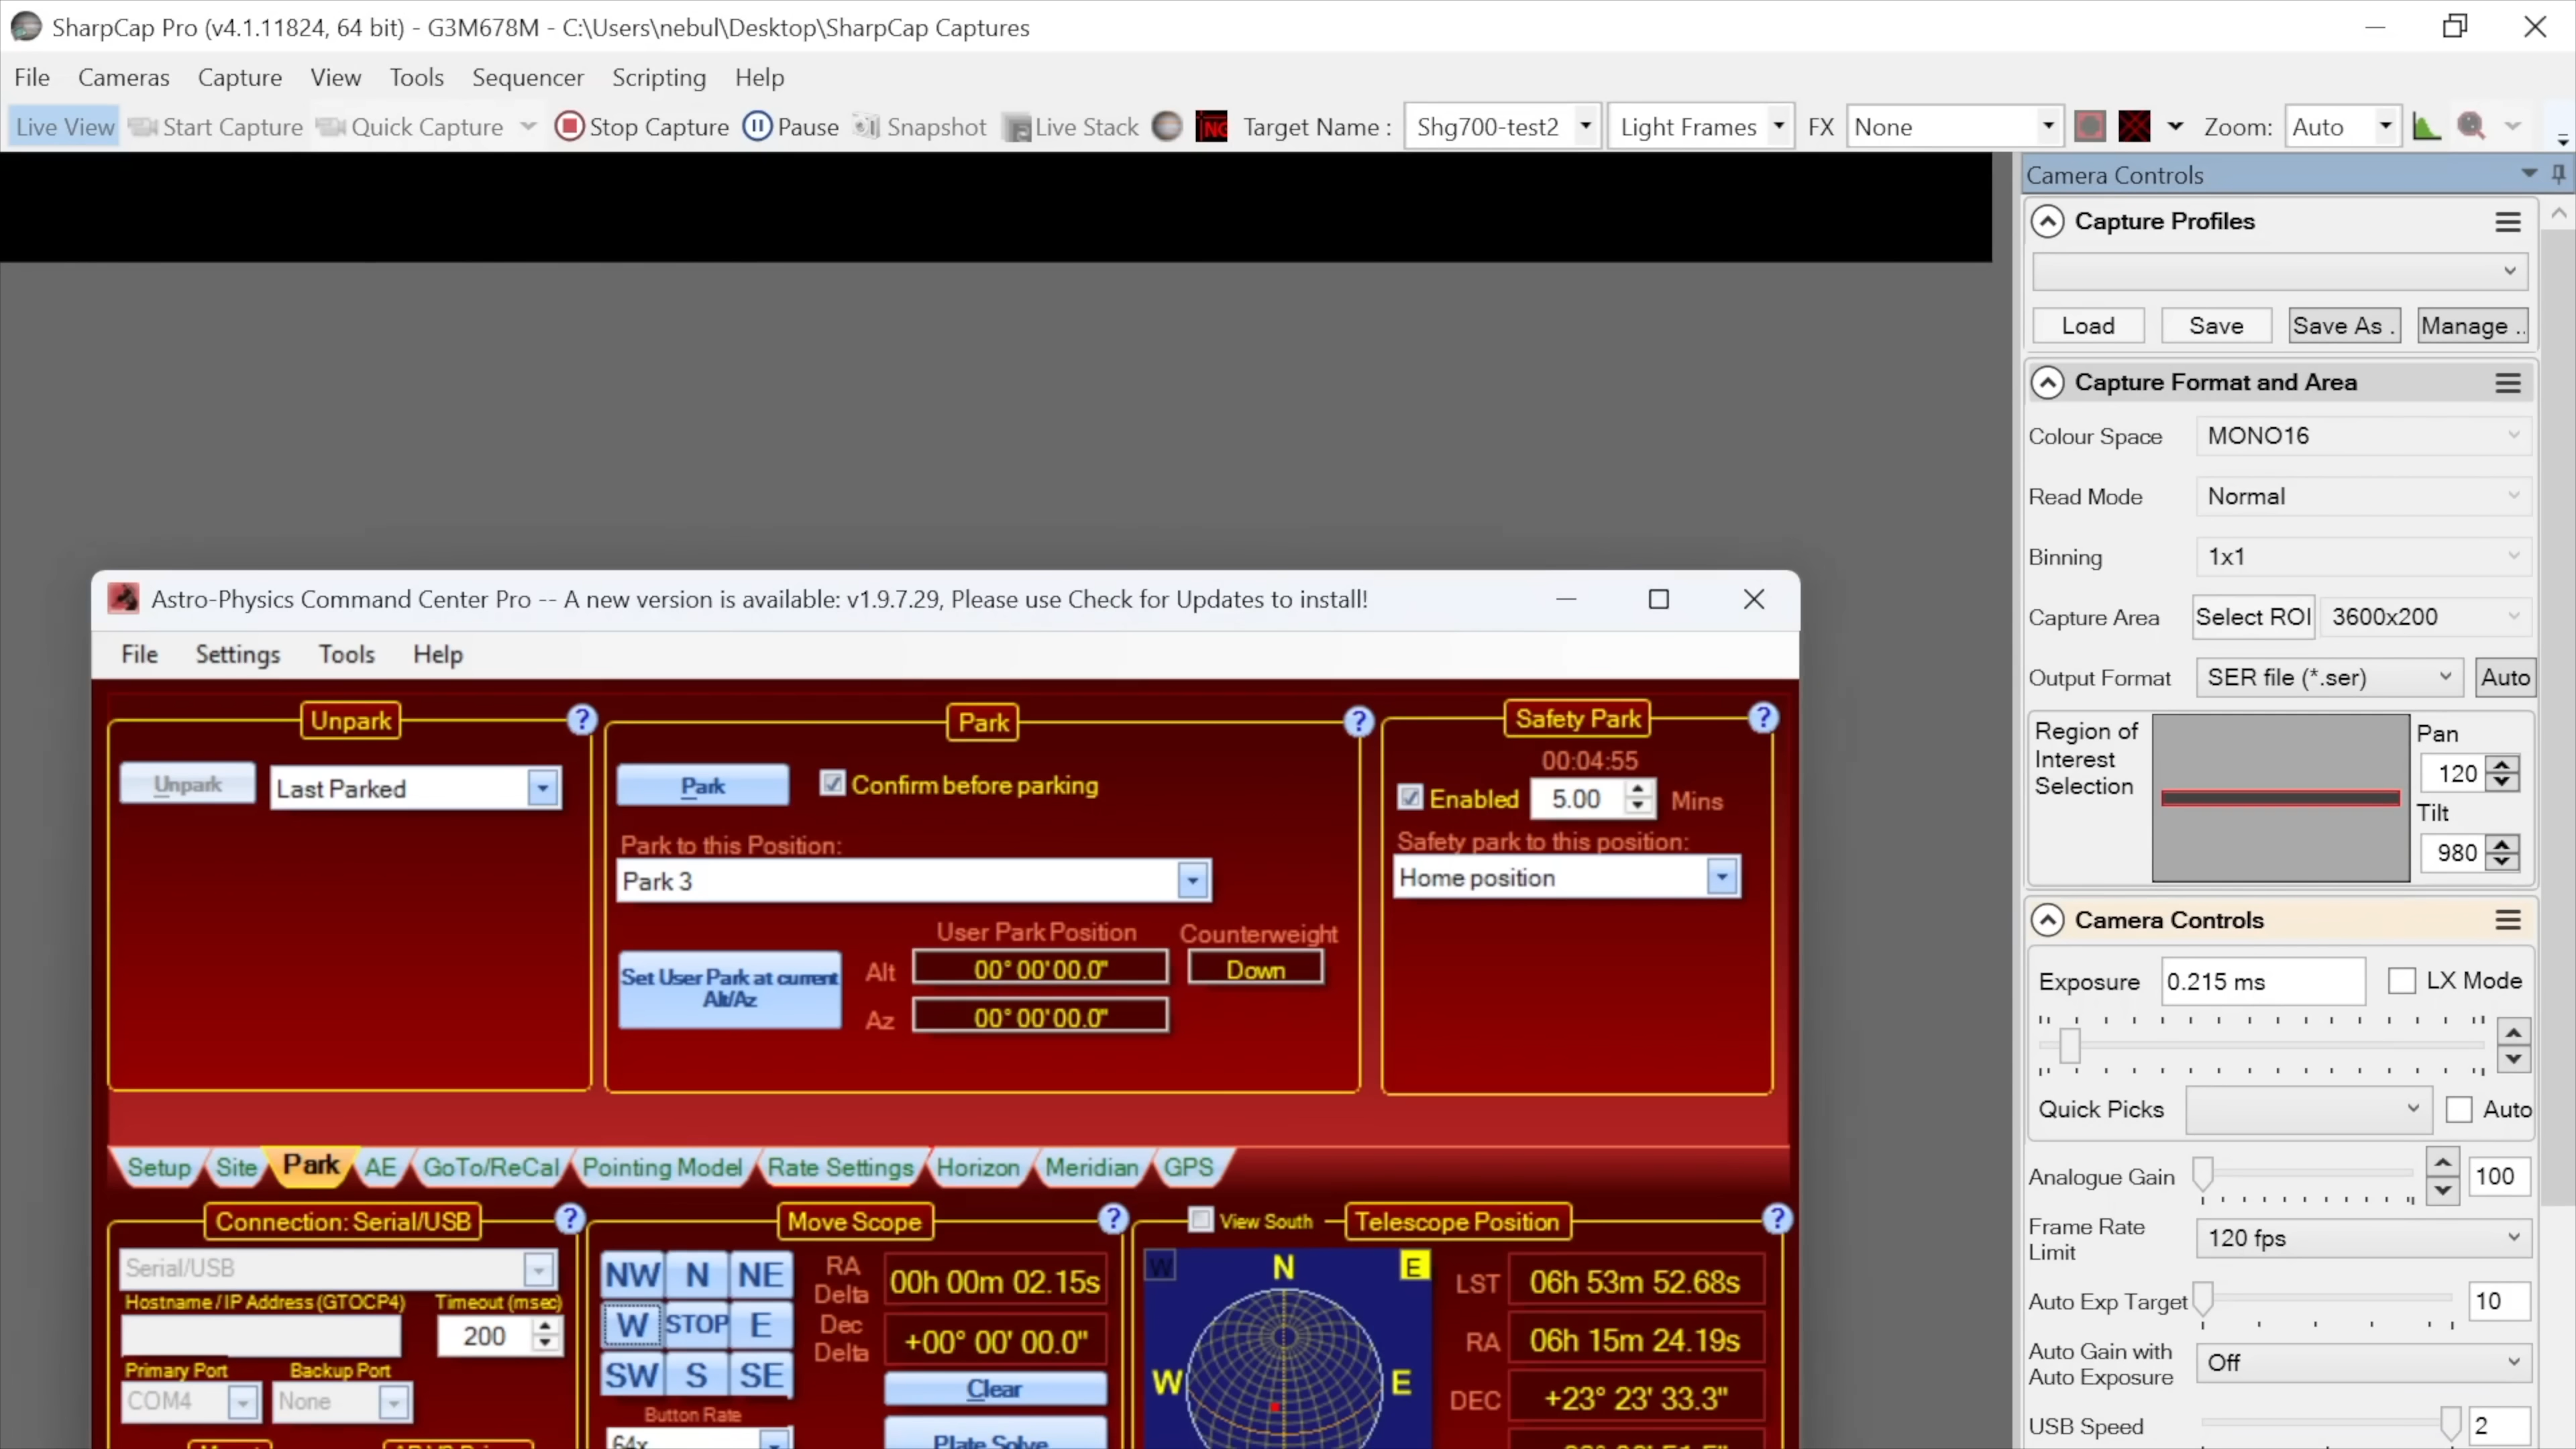 SharpCap Pro (v4.1.11824, 64 bit) - G3M678M - C:\Users\nebul\Desktop\SharpCap Captures
File Cameras Capture View Tools Sequencer Scripting Help
Live View Start Capture Quick Capture Stop Capture Pause Snapshot Live Stack Target Name : Shg700-test2 Light Frames FX None Zoom: Auto
Camera Controls
Capture Profiles
Load Save Save As . Manage ..
Capture Format and Area
Colour Space MONO16
Read Mode Normal
Binning 1x1
Capture Area Select ROI 3600x200
Output Format SER file (*.ser) Auto
Region of
Interest
Selection
Pan
120
Tilt
980
Camera Controls
Exposure 0.215 ms LX Mode
Quick Picks Auto
Analogue Gain 100
Frame Rate
Limit
120 fps
Auto Exp Target 10
Auto Gain with
Auto Exposure
Off
USB Speed 2
Astro-Physics Command Center Pro -- A new version is available: v1.9.7.29, Please use Check for Updates to install!
File Settings Tools Help
Unpark ?
Unpark Last Parked
Park ?
Park Confirm before parking
Park to this Position:
Park 3
User Park Position Counterweight
Set User Park at current
Alt/Az
Alt 00° 00' 00.0" Down
Az 00° 00' 00.0"
Safety Park ?
00:04:55
Enabled 5.00 Mins
Safety park to this position:
Home position
Setup Site Park AE GoTo/ReCal Pointing Model Rate Settings Horizon Meridian GPS
Connection: Serial/USB ?
Serial/USB
Hostname / IP Address (GTOCP4) Timeout (msec)
200
Primary Port Backup Port
COM4 None
Move Scope ?
NW N NE
W STOP E
SW S SE
Button Rate
64x
RA
Delta
00h 00m 02.15s
Dec
Delta
+00° 00' 00.0"
Clear
Plate Solve
View South Telescope Position ?
W N E
W E
LST 06h 53m 52.68s
RA 06h 15m 24.19s
DEC +23° 23' 33.3"